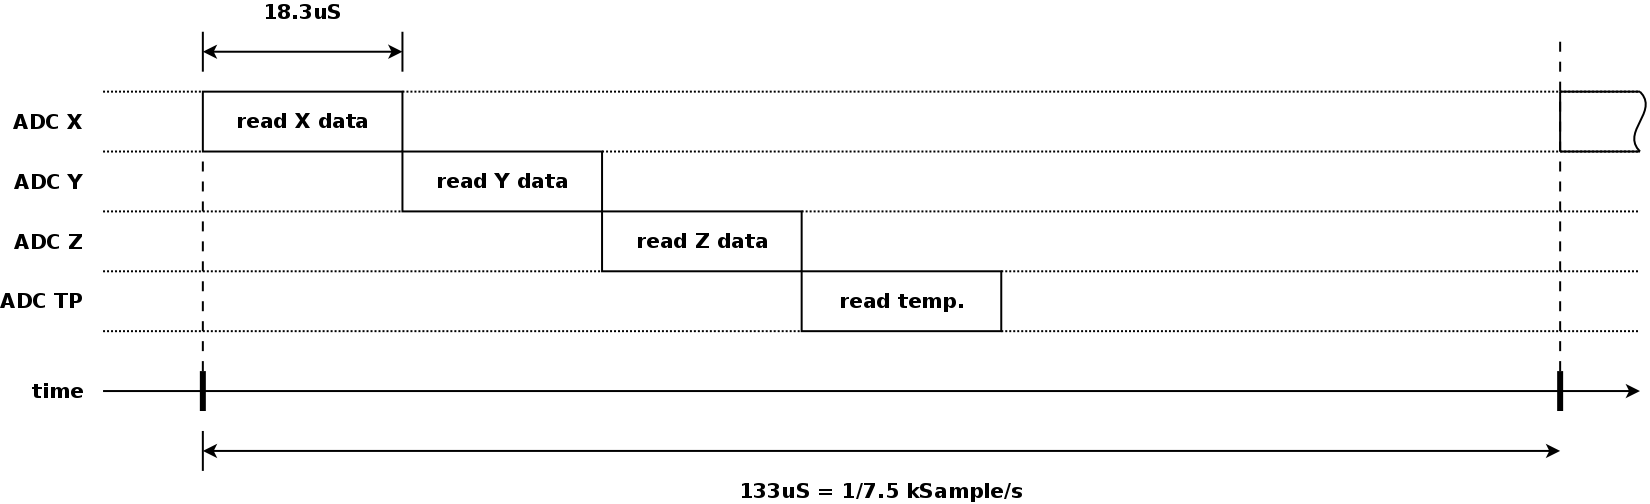 18.3uS
ADC X
read X data
ADC Y
read Y data
ADC Z
read Z data
ADC TP
read temp.
time
133uS = 1/7.5 kSample/s